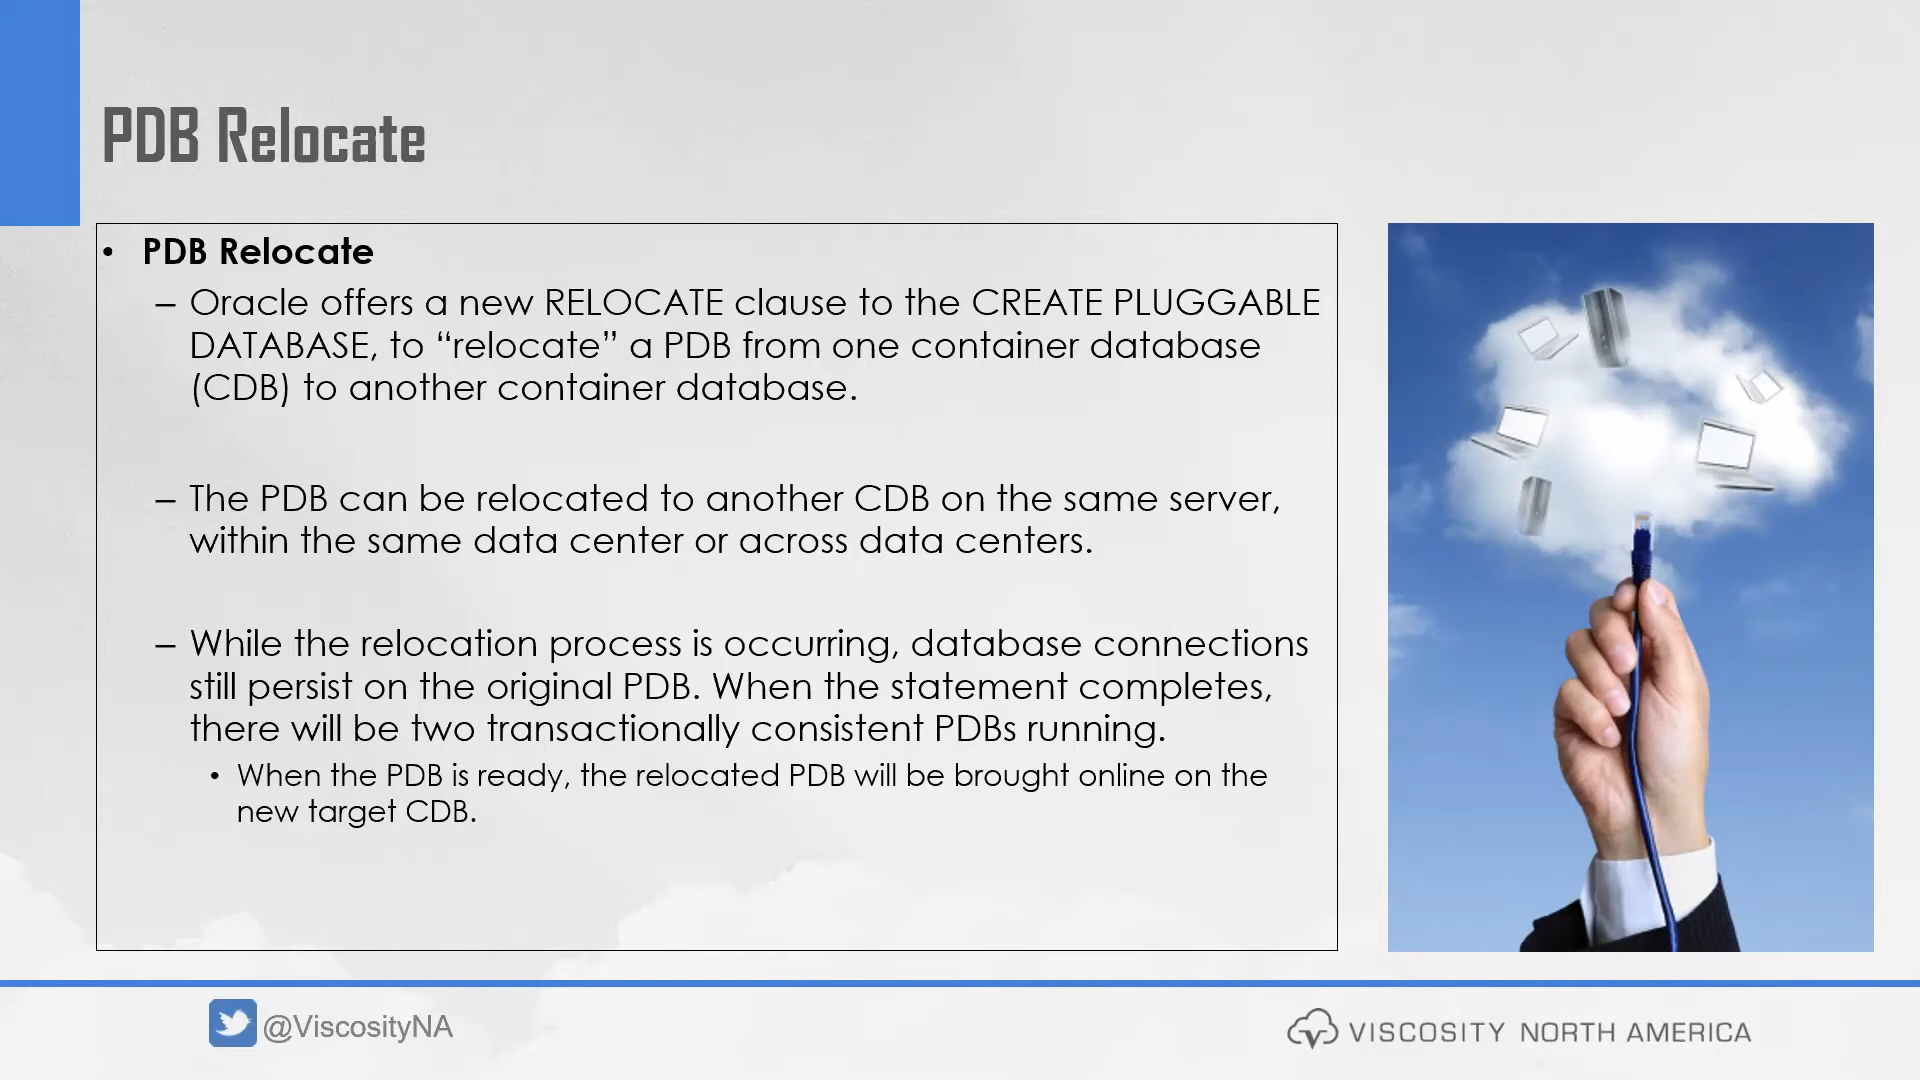 PDB Relocate
• PDB Relocate
– Oracle offers a new RELOCATE clause to the CREATE PLUGGABLE
DATABASE, to “relocate” a PDB from one container database
(CDB) to another container database.
– The PDB can be relocated to another CDB on the same server,
within the same data center or across data centers.
– While the relocation process is occurring, database connections
still persist on the original PDB. When the statement completes,
there will be two transactionally consistent PDBs running.
• When the PDB is ready, the relocated PDB will be brought online on the
new target CDB.
@ViscosityNA
VISCOSITY NORTH AMERICA